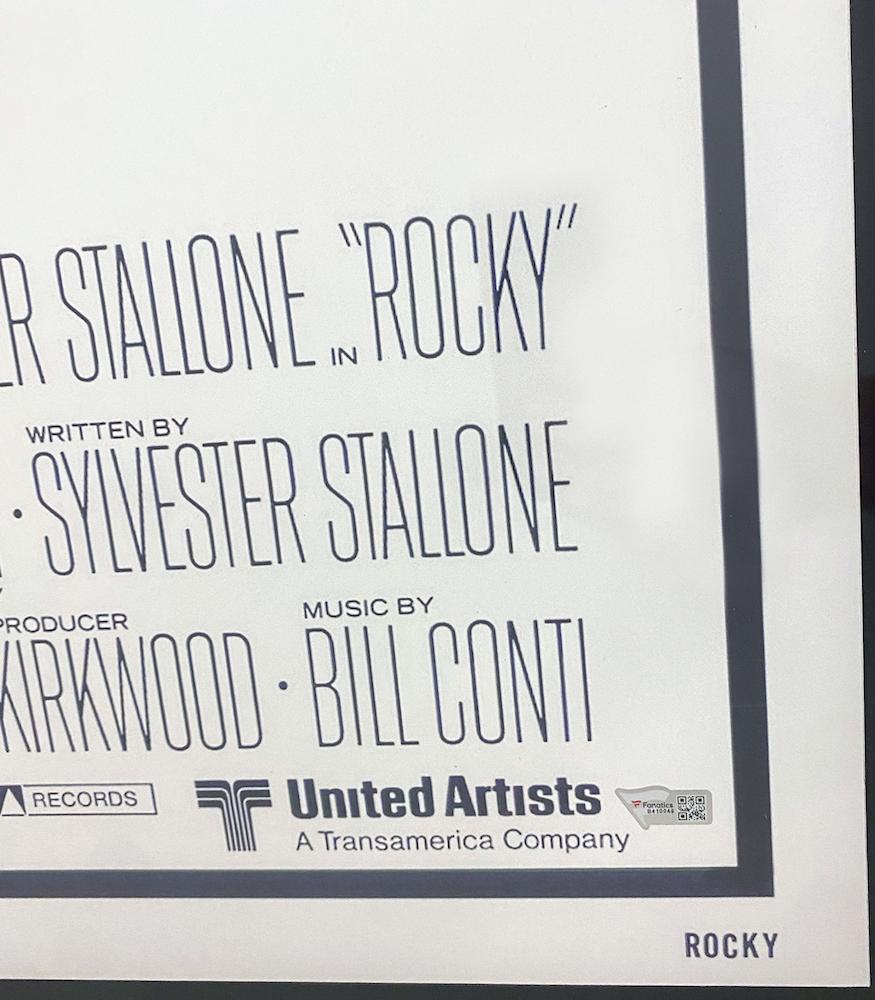 ER STALLONE IN "ROCKY"
WRITTEN BY
· SYLVESTER STALLONE
PRODUCER
MUSIC BY
KIRKWOOD · BILL CONTI
RECORDS
United Artists
A Transamerica Company
Fanatics
ROCKY